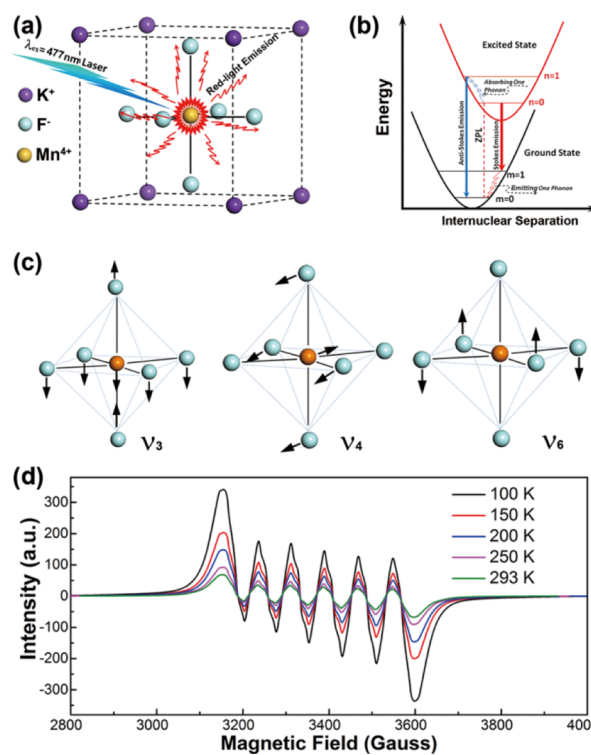 (a)
λex=477nm Laser
Red-light Emission
K+
F-
Mn4+
(b)
Energy
Excited State
n=1
Absorbing One
Phonon
n=0
Anti-Stokes Emission
ZPL
Stokes Emission
Ground State
m=1
Emitting One Phonon
m=0
Internuclear Separation
(c)
ν3
ν4
ν6
(d)
Intensity (a.u.)
300
200
100
0
-100
-200
-300
100 K
150 K
200 K
250 K
293 K
2800
3000
3200
3400
3600
3800
400
Magnetic Field (Gauss)